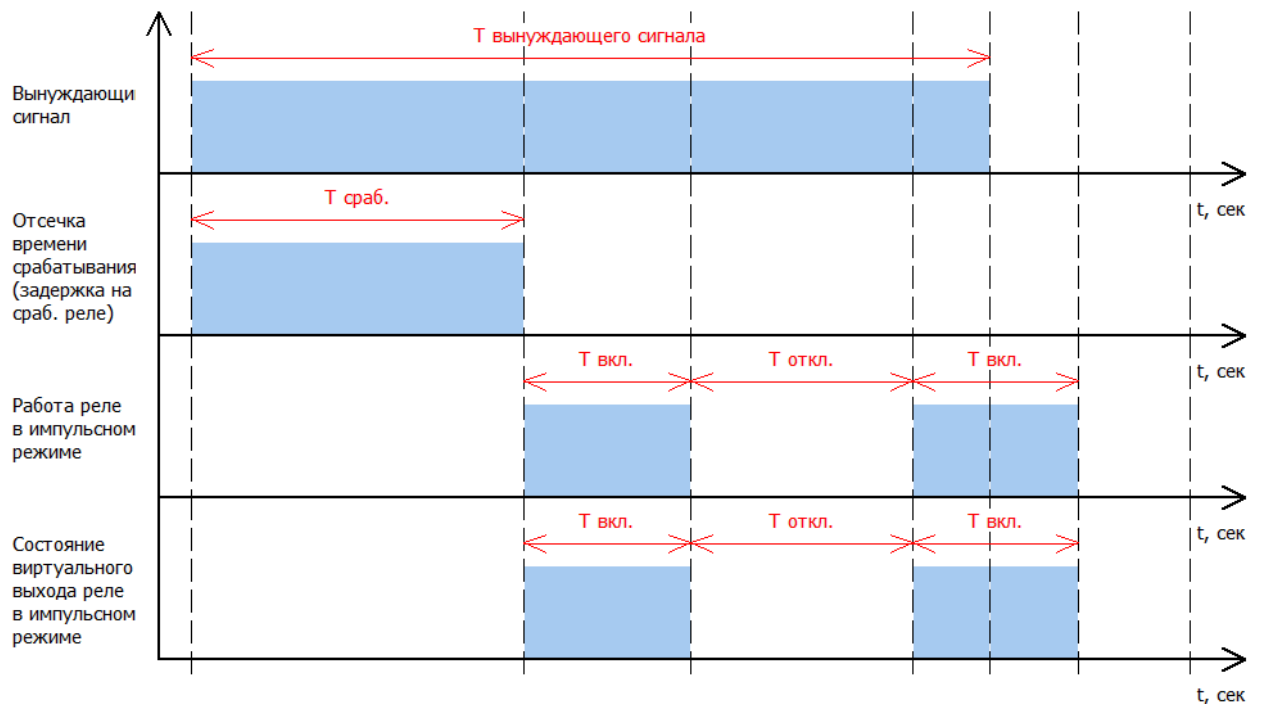 Т вынуждающего сигнала
Вынуждающи
сигнал
t, сек
Т сраб.
Отсечка
времени
срабатывания
(задержка на
сраб. реле)
t, сек
Т вкл.
Т откл.
Т вкл.
Работа реле
в импульсном
режиме
t, сек
Т вкл.
Т откл.
Т вкл.
Состояние
виртуального
выхода реле
в импульсном
режиме
t, сек